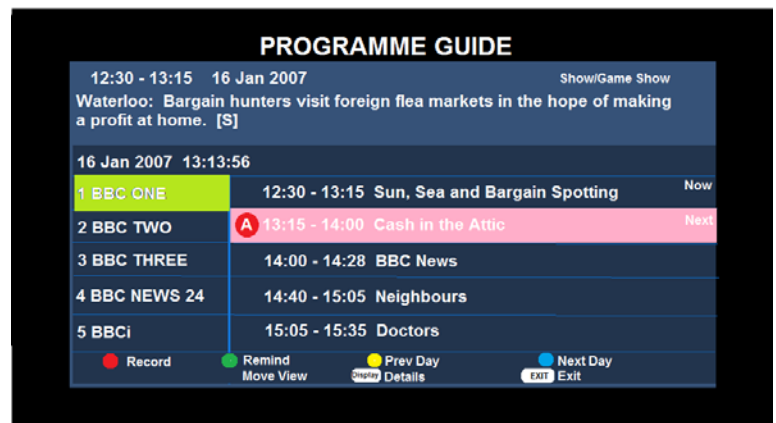 PROGRAMME GUIDE
12:30 - 13:15 16 Jan 2007 Show/Game Show
Waterloo: Bargain hunters visit foreign flea markets in the hope of making
a profit at home. [S]
16 Jan 2007 13:13:56
1 BBC ONE 12:30 - 13:15 Sun, Sea and Bargain Spotting Now
2 BBC TWO A 13:15 - 14:00 Cash in the Attic Next
3 BBC THREE 14:00 - 14:28 BBC News
4 BBC NEWS 24 14:40 - 15:05 Neighbours
5 BBCi 15:05 - 15:35 Doctors
Record Remind Prev Day Next Day
Move View Display Details EXIT Exit